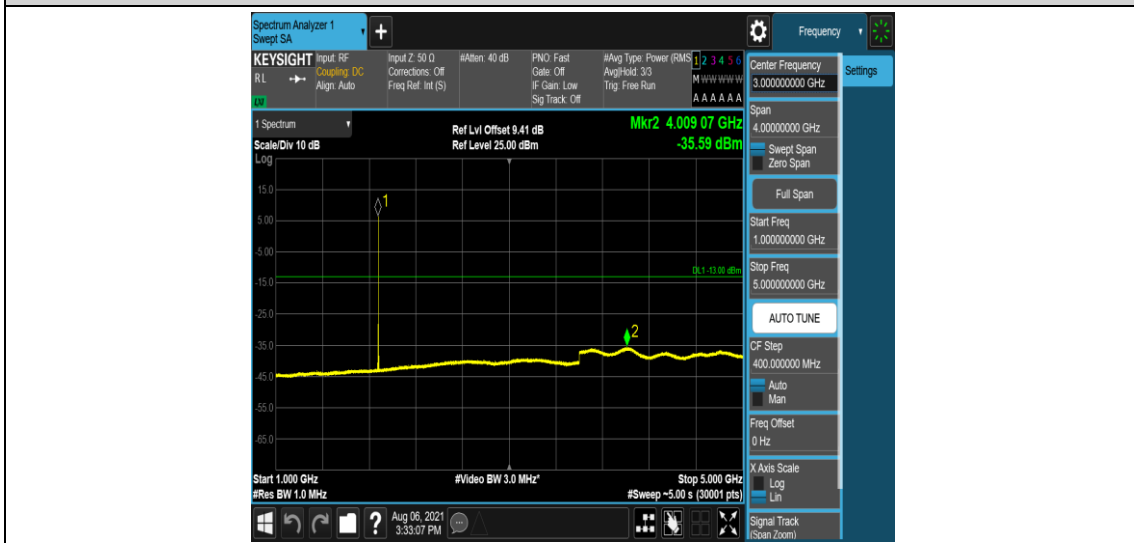 Spectrum Analyzer 1
Swept SA
+
Frequency
KEYSIGHT
RL
LXI
Input: RF
Coupling: DC
Align: Auto
Input Z: 50 Ω
Corrections: Off
Freq Ref: Int (S)
#Atten: 40 dB
PNO: Fast
Gate: Off
IF Gain: Low
Sig Track: Off
#Avg Type: Power (RMS
Avg|Hold: 3/3
Trig: Free Run
1 2 3 4 5 6
M W W W W W
A A A A A A
1 Spectrum
Scale/Div 10 dB
Ref Lvl Offset 9.41 dB
Ref Level 25.00 dBm
Mkr2 4.009 07 GHz
-35.59 dBm
Log
15.0
5.00
-5.00
-15.0
-25.0
-35.0
-45.0
-55.0
-65.0
1
DL1 -13.00 dBm
2
Start 1.000 GHz
#Res BW 1.0 MHz
#Video BW 3.0 MHz*
Stop 5.000 GHz
#Sweep ~5.00 s (30001 pts)
?
Aug 06, 2021
3:33:07 PM
Center Frequency
3.000000000 GHz
Span
4.00000000 GHz
Swept Span
Zero Span
Full Span
Start Freq
1.000000000 GHz
Stop Freq
5.000000000 GHz
AUTO TUNE
CF Step
400.000000 MHz
Auto
Man
Freq Offset
0 Hz
X Axis Scale
Log
Lin
Signal Track
(Span Zoom)
Settings